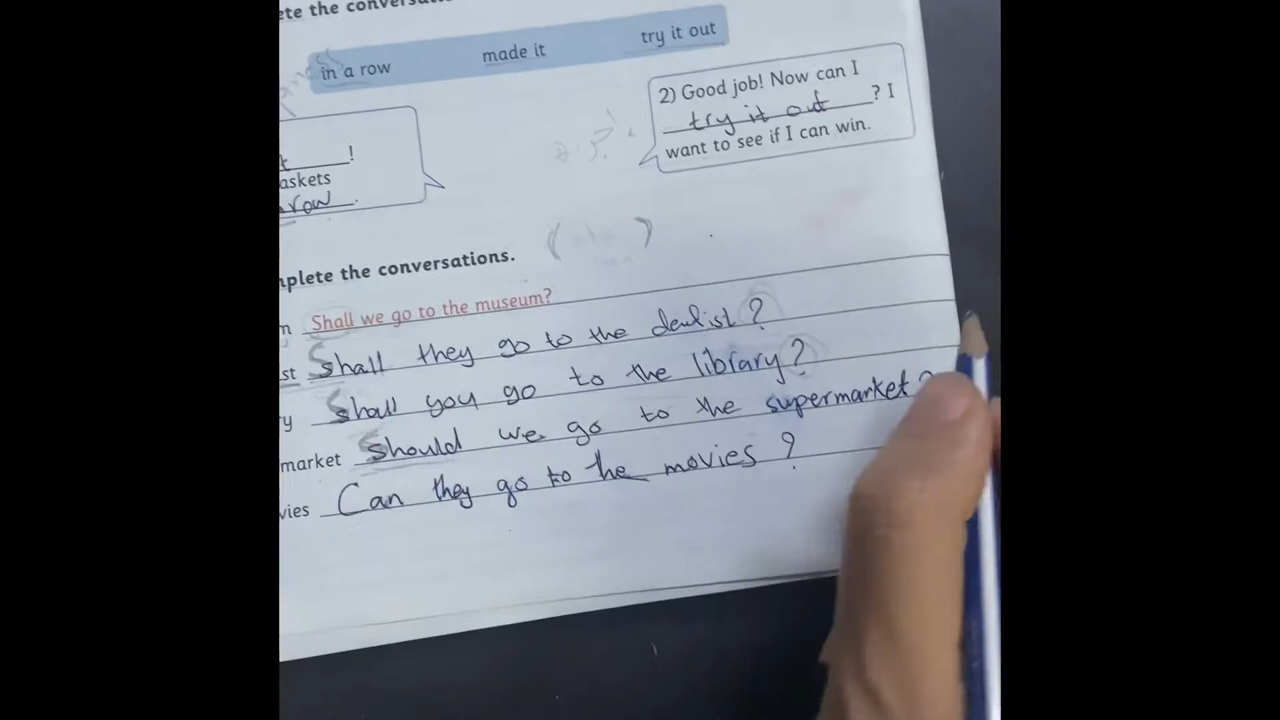 ete the conversati
in a row made it try it out
2) Good job! Now can I
try it out ? I
want to see if I can win.
!
askets
row.
mplete the conversations.
m Shall we go to the museum?
st Shall they go to the dentist?
y Shall you go to the library?
market Should we go to the supermarket?
vies Can they go to the movies?